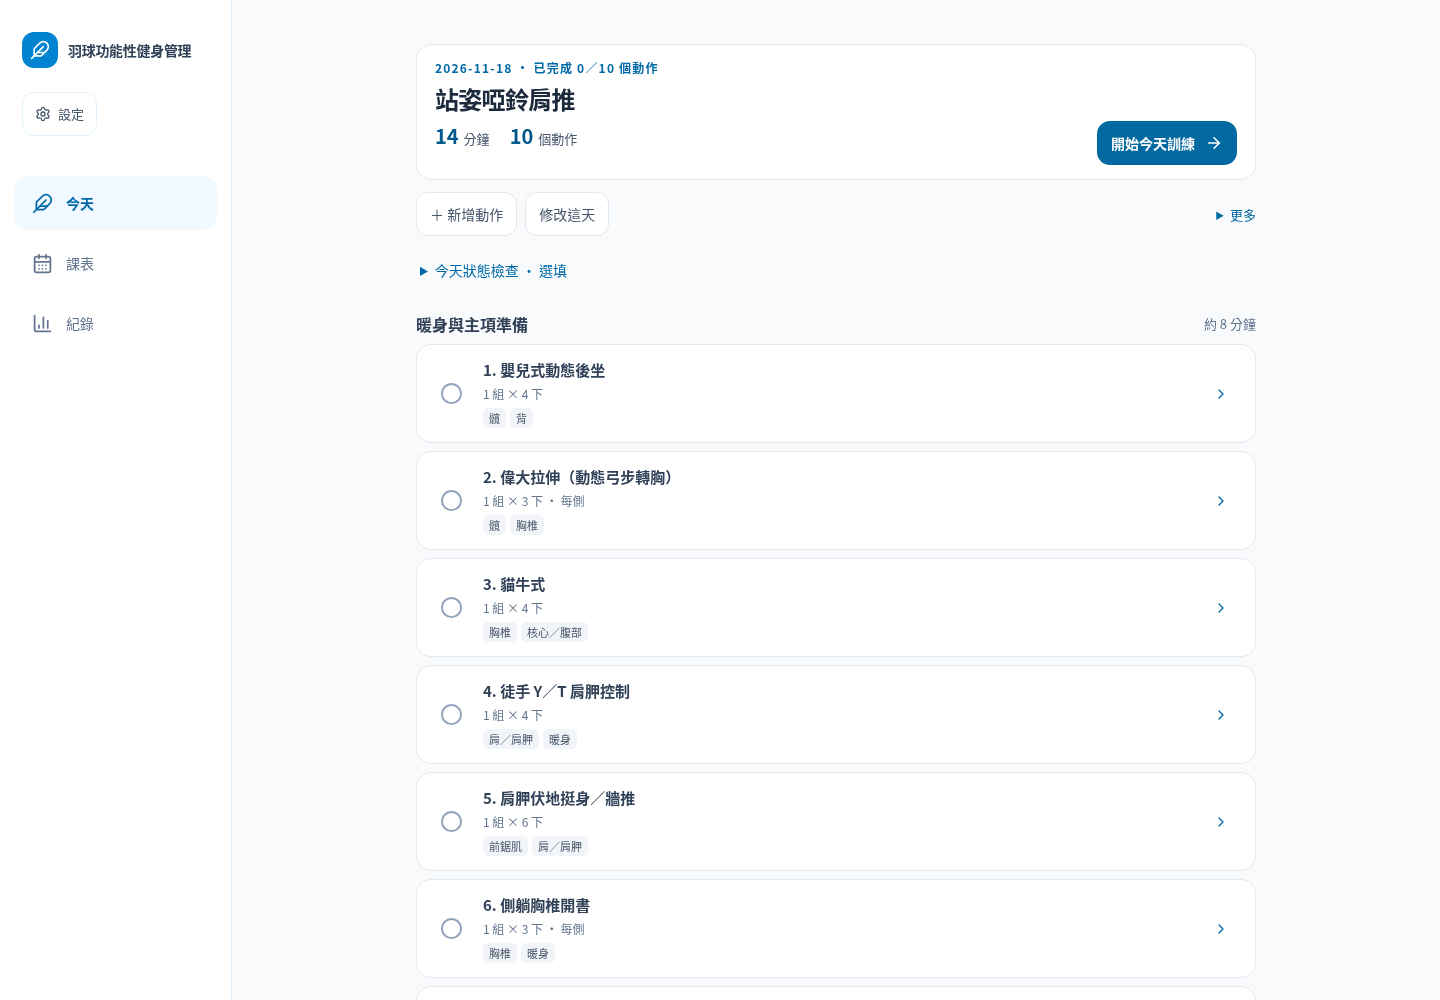 羽球功能性健身管理
設定
今天
課表
紀錄
2026-11-18 · 已完成 0／10 個動作
站姿啞鈴肩推
14 分鐘 10 個動作
開始今天訓練 →
＋ 新增動作
修改這天
▶ 更多
▶ 今天狀態檢查 · 選填
暖身與主項準備
約 8 分鐘
1. 嬰兒式動態後坐
1 組 × 4 下
髖 背
2. 偉大拉伸（動態弓步轉胸）
1 組 × 3 下 · 每側
髖 胸椎
3. 貓牛式
1 組 × 4 下
胸椎 核心／腹部
4. 徒手 Y／T 肩胛控制
1 組 × 4 下
肩／肩胛 暖身
5. 肩胛伏地挺身／牆推
1 組 × 6 下
前鋸肌 肩／肩胛
6. 側躺胸椎開書
1 組 × 3 下 · 每側
胸椎 暖身